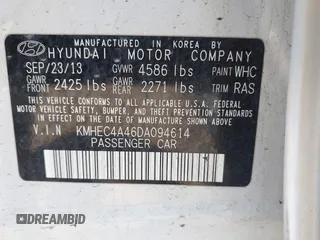 MADE IN KOREA
HYUNDAI MOTOR COMPANY
SEP/23/13 GVWR 4586 lbs PAINT WHC
GAWR FRONT 2425 lbs GAWR REAR 2271 lbs TRIM RAS
THIS VEHICLE CONFORMS TO ALL APPLICABLE U.S. FEDERAL MOTOR VEHICLE SAFETY, BUMPER, AND THEFT PREVENTION STANDARDS IN EFFECT ON THE DATE OF MANUFACTURE SHOWN ABOVE.
V.I.N KMHEC4A46DA094614
PASSENGER CAR
DREAMBID